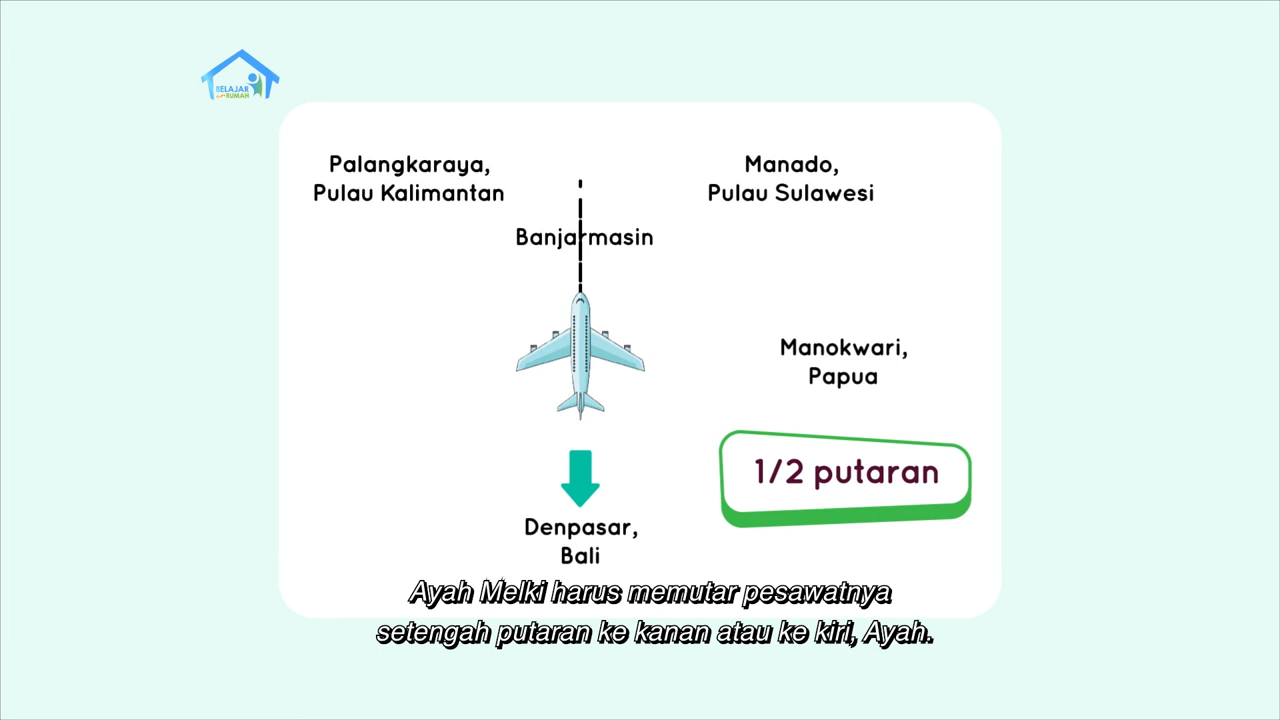 BELAJAR
dari RUMAH
Palangkaraya,
Pulau Kalimantan
Manado,
Pulau Sulawesi
Banjarmasin
Manokwari,
Papua
1/2 putaran
Denpasar,
Bali
Ayah Melki harus memutar pesawatnya
setengah putaran ke kanan atau ke kiri, Ayah.